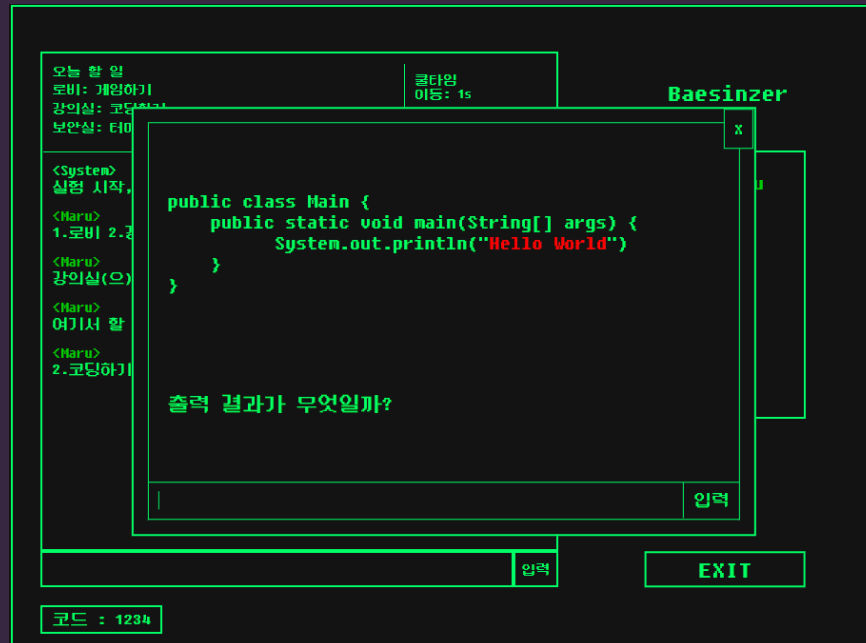 오늘 할 일
로비: 게임하기
강의실: 코딩하기
보안실: 터미
쿨타임
이동: 1s
Baesinzer
<System>
실험 시작,
<Maru>
1.로비 2.
<Maru>
강의실(으)
<Maru>
여기서 할
<Maru>
2.코딩하기
X
public class Main {
public static void main(String[] args) {
System.out.println("Hello World")
}
}
출력 결과가 무엇일까?
입력
u
입력
EXIT
코드 : 1234